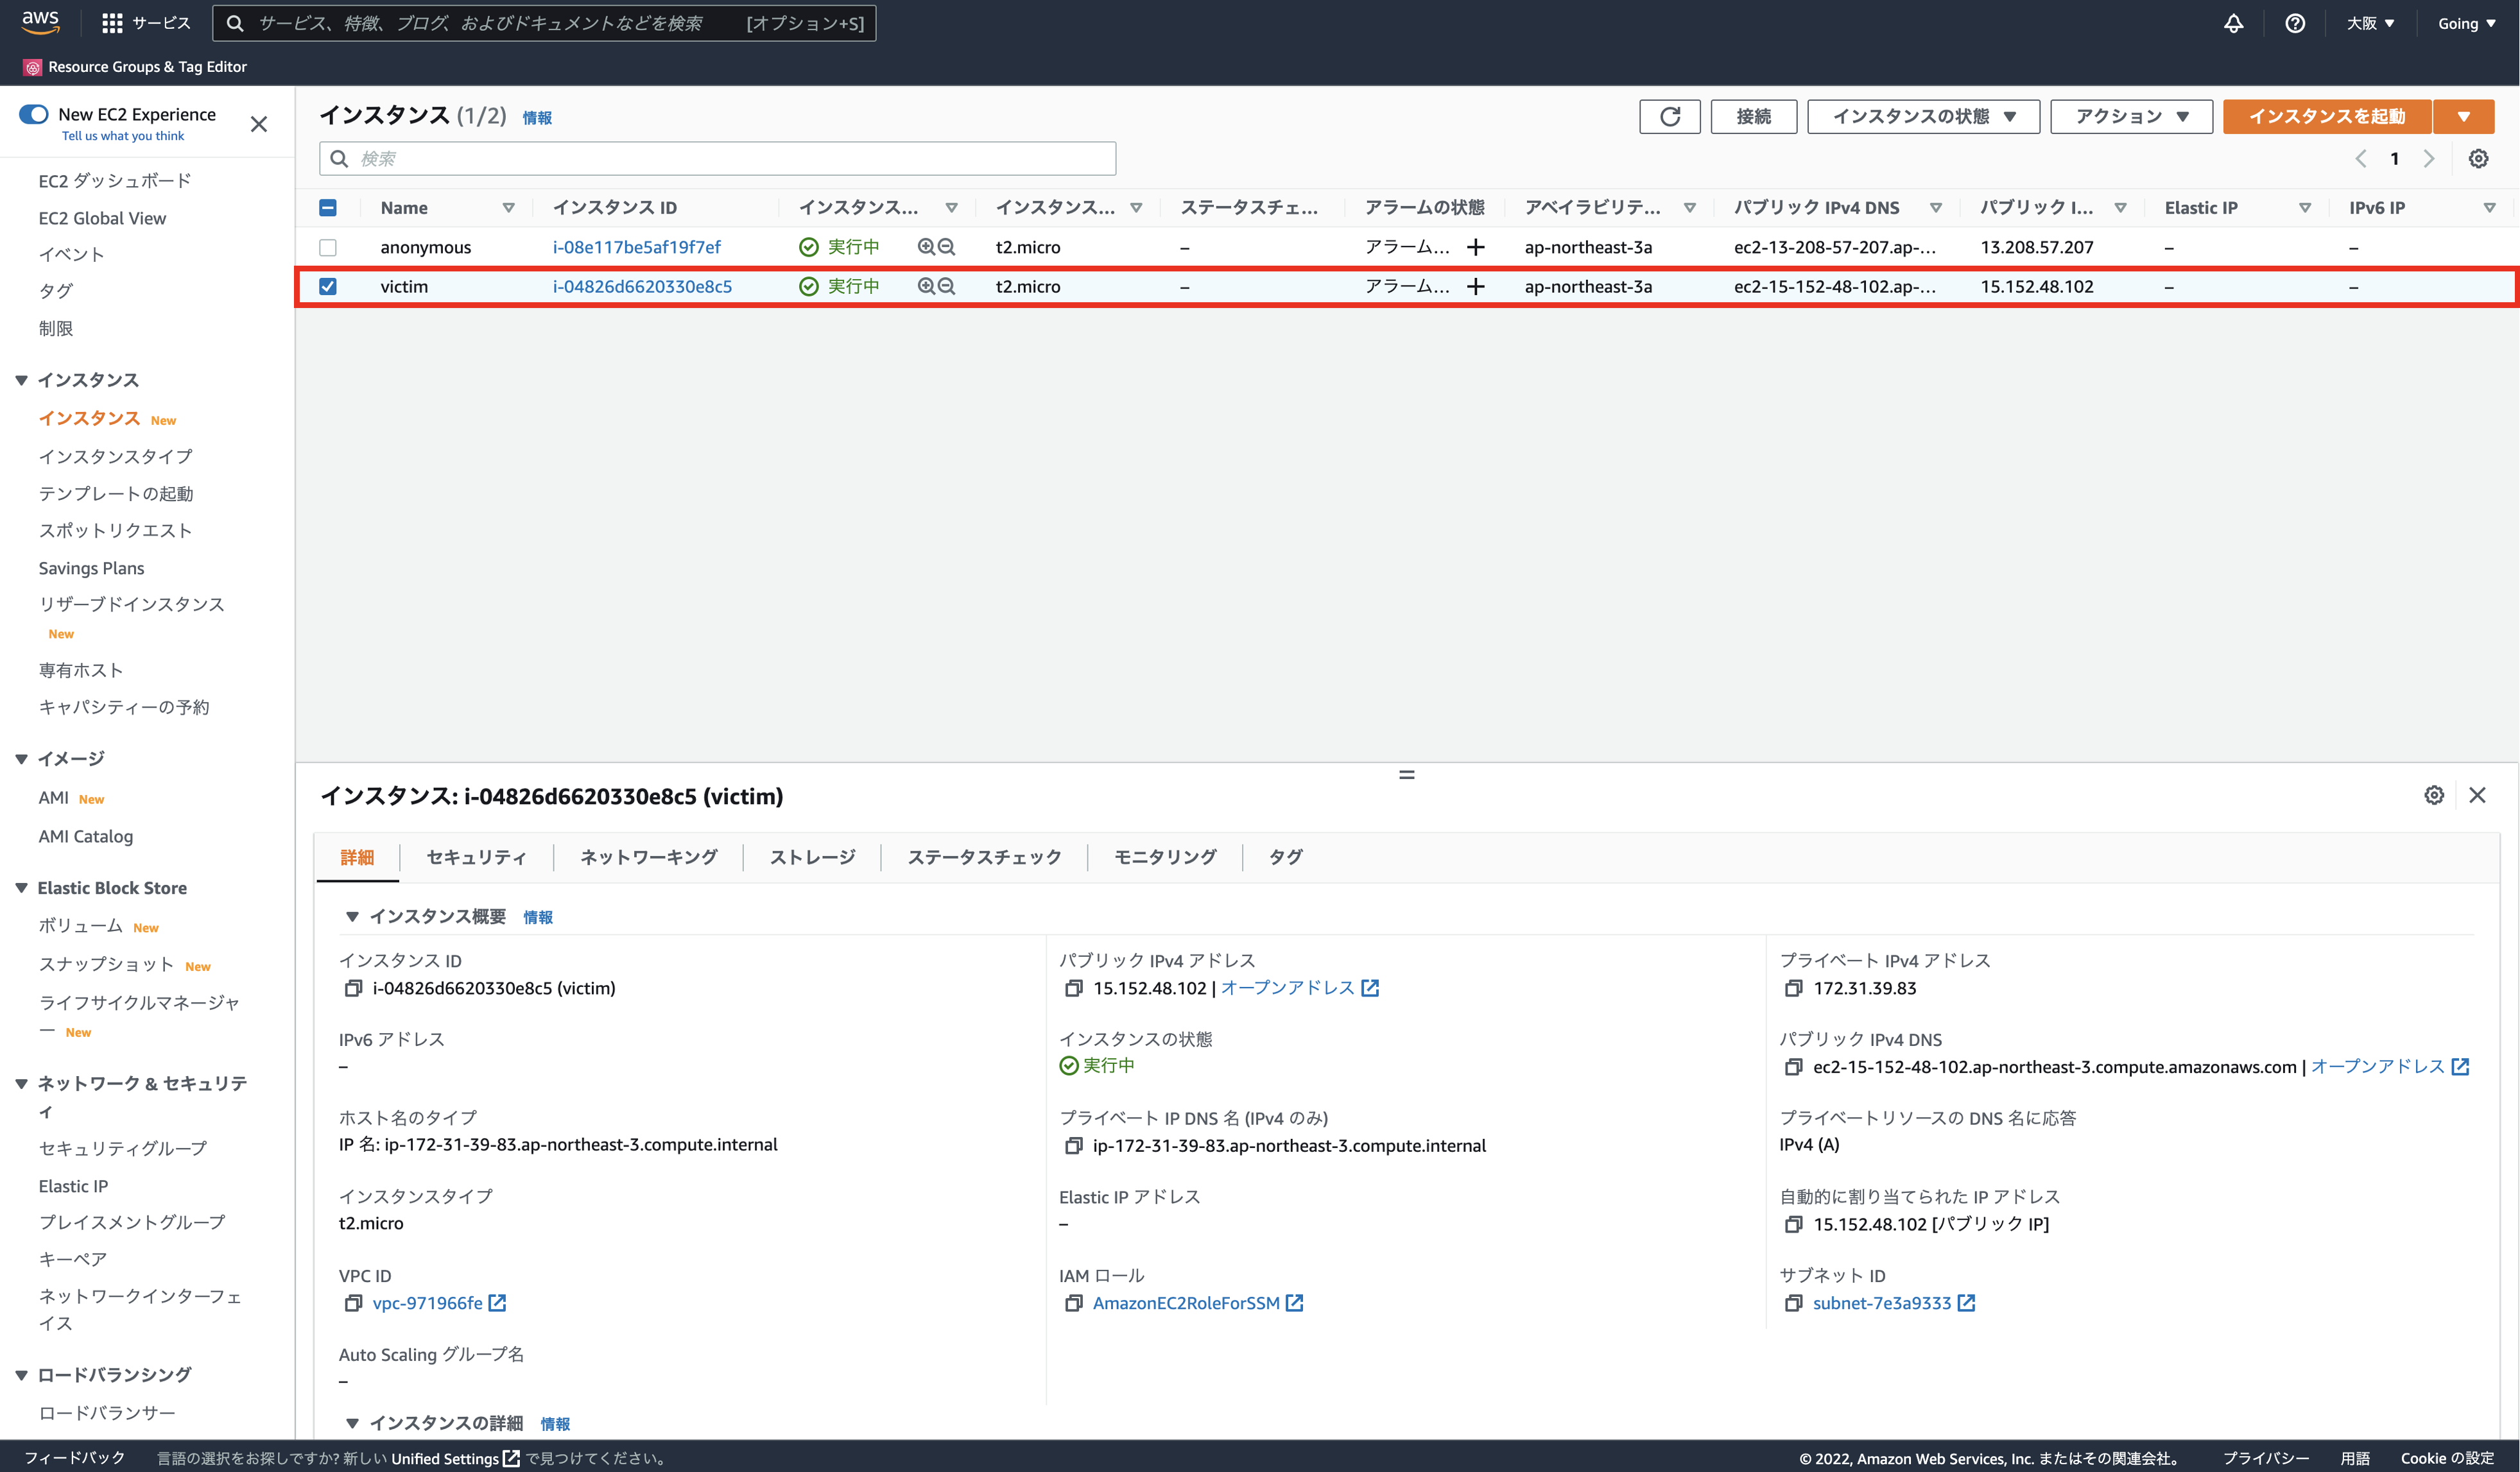 aws サービス サービス、特徴、ブログ、およびドキュメントなどを検索 [オプション+S] 大阪 ▼ Going ▼
Resource Groups & Tag Editor
New EC2 Experience
Tell us what you think
EC2 ダッシュボード
EC2 Global View
イベント
タグ
制限
▼ インスタンス
インスタンス New
インスタンスタイプ
テンプレートの起動
スポットリクエスト
Savings Plans
リザーブドインスタンス
New
専有ホスト
キャパシティーの予約
▼ イメージ
AMI New
AMI Catalog
▼ Elastic Block Store
ボリューム New
スナップショット New
ライフサイクルマネージャ
ー New
▼ ネットワーク & セキュリテ
ィ
セキュリティグループ
Elastic IP
プレイスメントグループ
キーペア
ネットワークインターフェ
イス
▼ ロードバランシング
ロードバランサー
インスタンス (1/2) 情報
接続 インスタンスの状態 ▼ アクション ▼ インスタンスを起動 ▼
検索
1
Name インスタンス ID インスタンス... インスタンス... ステータスチェ... アラームの状態 アベイラビリテ... パブリック IPv4 DNS パブリック I... Elastic IP IPv6 IP
anonymous i-08e117be5af19f7ef 実行中 t2.micro – アラーム... + ap-northeast-3a ec2-13-208-57-207.ap-... 13.208.57.207 – –
victim i-04826d6620330e8c5 実行中 t2.micro – アラーム... + ap-northeast-3a ec2-15-152-48-102.ap-... 15.152.48.102 – –
インスタンス: i-04826d6620330e8c5 (victim)
詳細 セキュリティ ネットワーキング ストレージ ステータスチェック モニタリング タグ
▼ インスタンス概要 情報
インスタンス ID
i-04826d6620330e8c5 (victim)
パブリック IPv4 アドレス
15.152.48.102 | オープンアドレス
プライベート IPv4 アドレス
172.31.39.83
IPv6 アドレス
–
インスタンスの状態
実行中
パブリック IPv4 DNS
ec2-15-152-48-102.ap-northeast-3.compute.amazonaws.com | オープンアドレス
ホスト名のタイプ
IP 名: ip-172-31-39-83.ap-northeast-3.compute.internal
プライベート IP DNS 名 (IPv4 のみ)
ip-172-31-39-83.ap-northeast-3.compute.internal
プライベートリソースの DNS 名に応答
IPv4 (A)
インスタンスタイプ
t2.micro
Elastic IP アドレス
–
自動的に割り当てられた IP アドレス
15.152.48.102 [パブリック IP]
VPC ID
vpc-971966fe
IAM ロール
AmazonEC2RoleForSSM
サブネット ID
subnet-7e3a9333
Auto Scaling グループ名
–
▼ インスタンスの詳細 情報
フィードバック 言語の選択をお探しですか? 新しい Unified Settings で見つけてください。 © 2022, Amazon Web Services, Inc. またはその関連会社。 プライバシー 用語 Cookie の設定